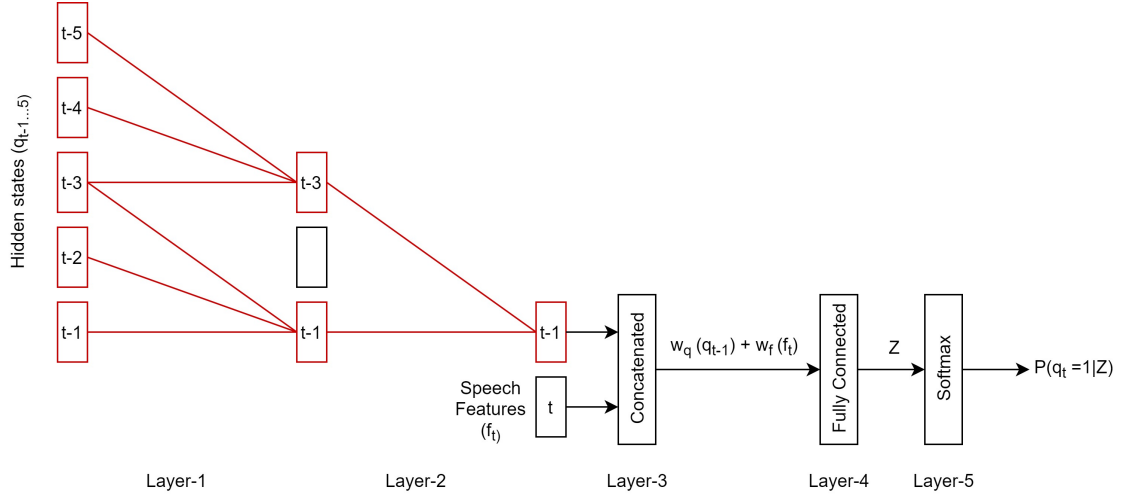 Hidden states (qt-1...5)
t-5
t-4
t-3
t-2
t-1
t-3
t-1
t-1
Speech
Features
(ft)
t
Concatenated
wq (qt-1) + wf (ft)
Fully Connected
Z
Softmax
P(qt =1|Z)
Layer-1
Layer-2
Layer-3
Layer-4
Layer-5